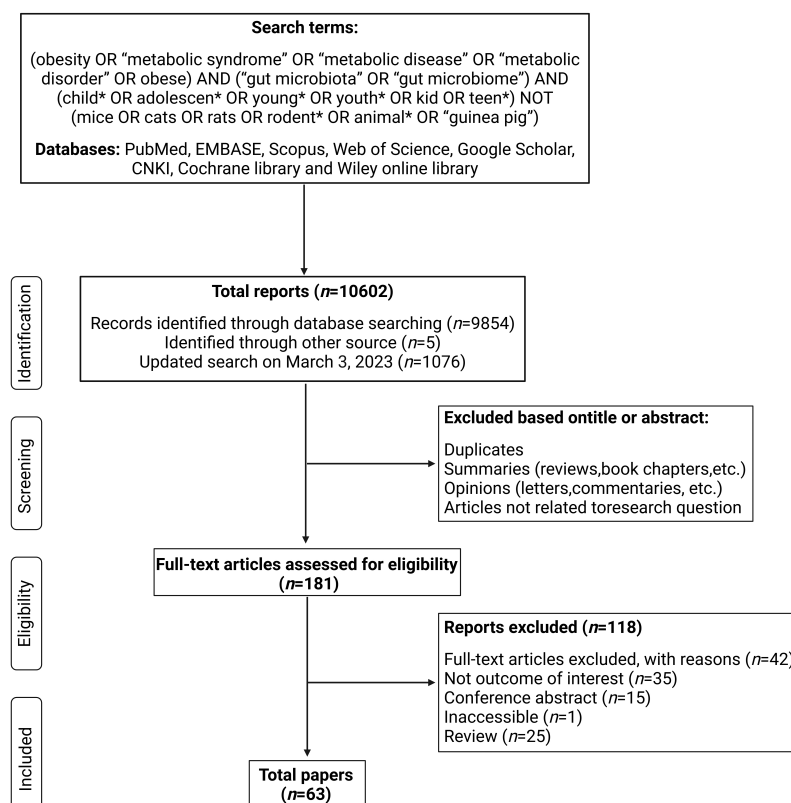 Search terms:
(obesity OR “metabolic syndrome” OR “metabolic disease” OR “metabolic
disorder” OR obese) AND (“gut microbiota” OR “gut microbiome”) AND
(child* OR adolescen* OR young* OR youth* OR kid OR teen*) NOT
(mice OR cats OR rats OR rodent* OR animal* OR “guinea pig”)
Databases: PubMed, EMBASE, Scopus, Web of Science, Google Scholar,
CNKI, Cochrane library and Wiley online library
Identification
Total reports (n=10602)
Records identified through database searching (n=9854)
Identified through other source (n=5)
Updated search on March 3, 2023 (n=1076)
Screening
Excluded based ontitle or abstract:
Duplicates
Summaries (reviews,book chapters,etc.)
Opinions (letters,commentaries, etc.)
Articles not related toresearch question
Eligibility
Full-text articles assessed for eligibility
(n=181)
Reports excluded (n=118)
Full-text articles excluded, with reasons (n=42)
Not outcome of interest (n=35)
Conference abstract (n=15)
Inaccessible (n=1)
Review (n=25)
Included
Total papers
(n=63)